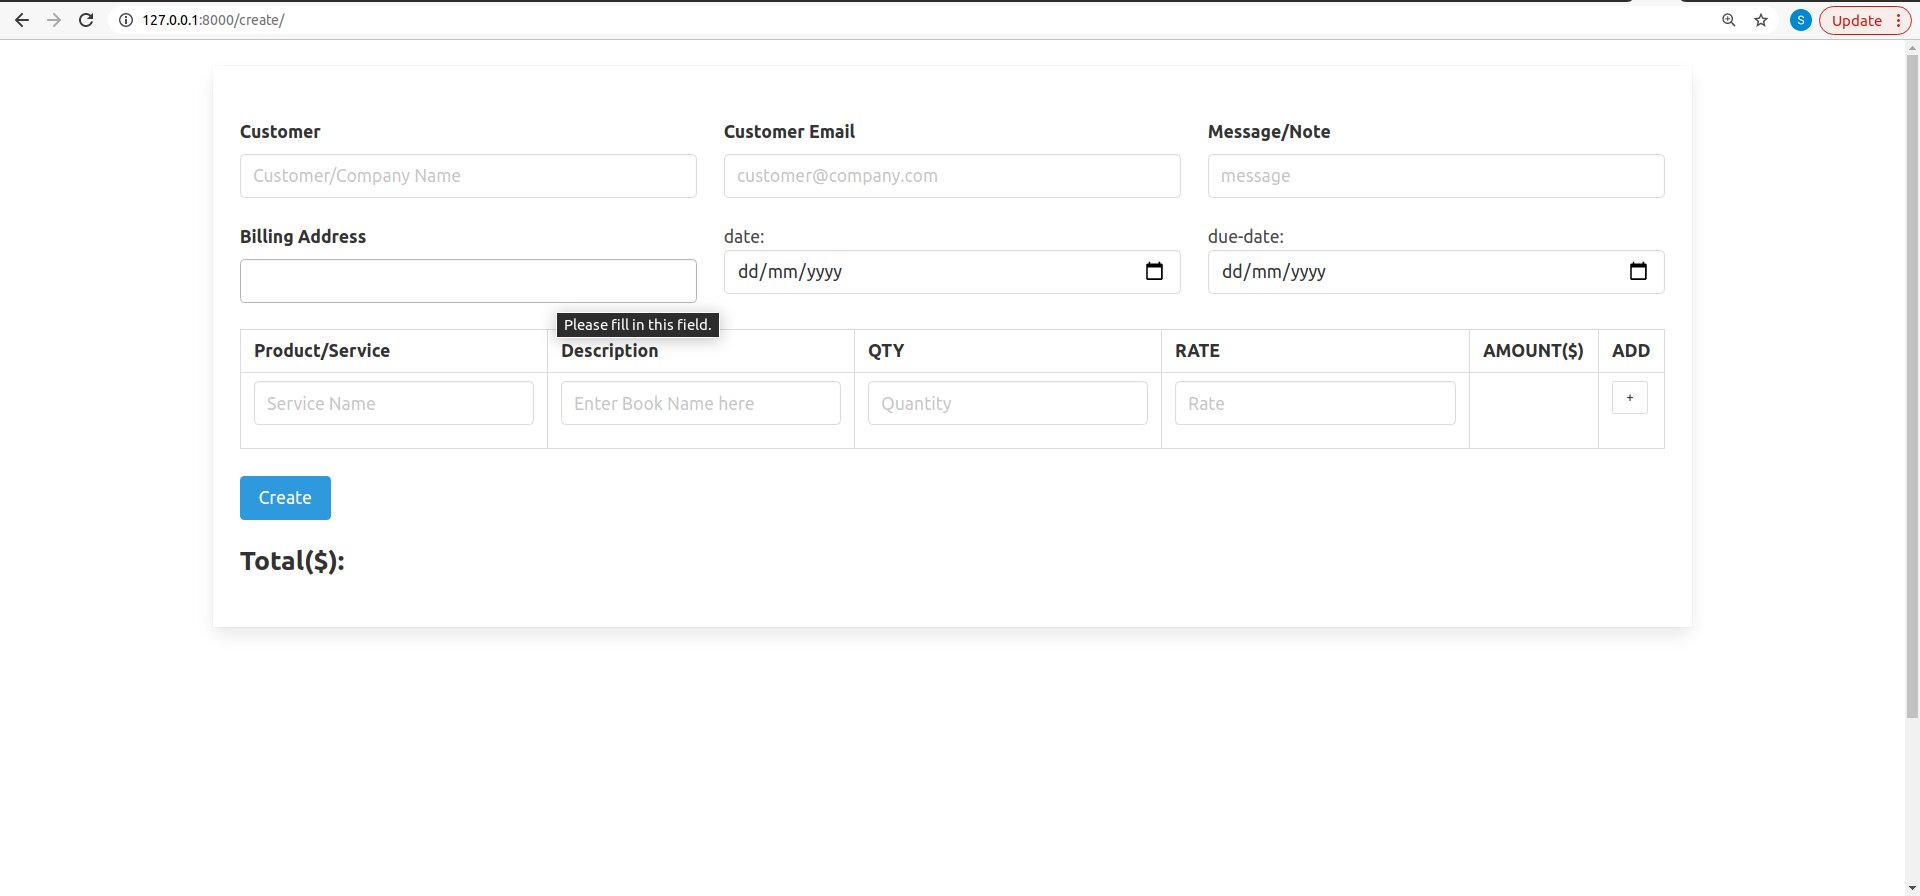 127.0.0.1:8000/create/ S Update
Customer Customer Email Message/Note
Customer/Company Name customer@company.com message
Billing Address date: due-date:
dd/mm/yyyy dd/mm/yyyy
Please fill in this field.
Product/Service Description QTY RATE AMOUNT($) ADD
Service Name Enter Book Name here Quantity Rate +
Create
Total($):